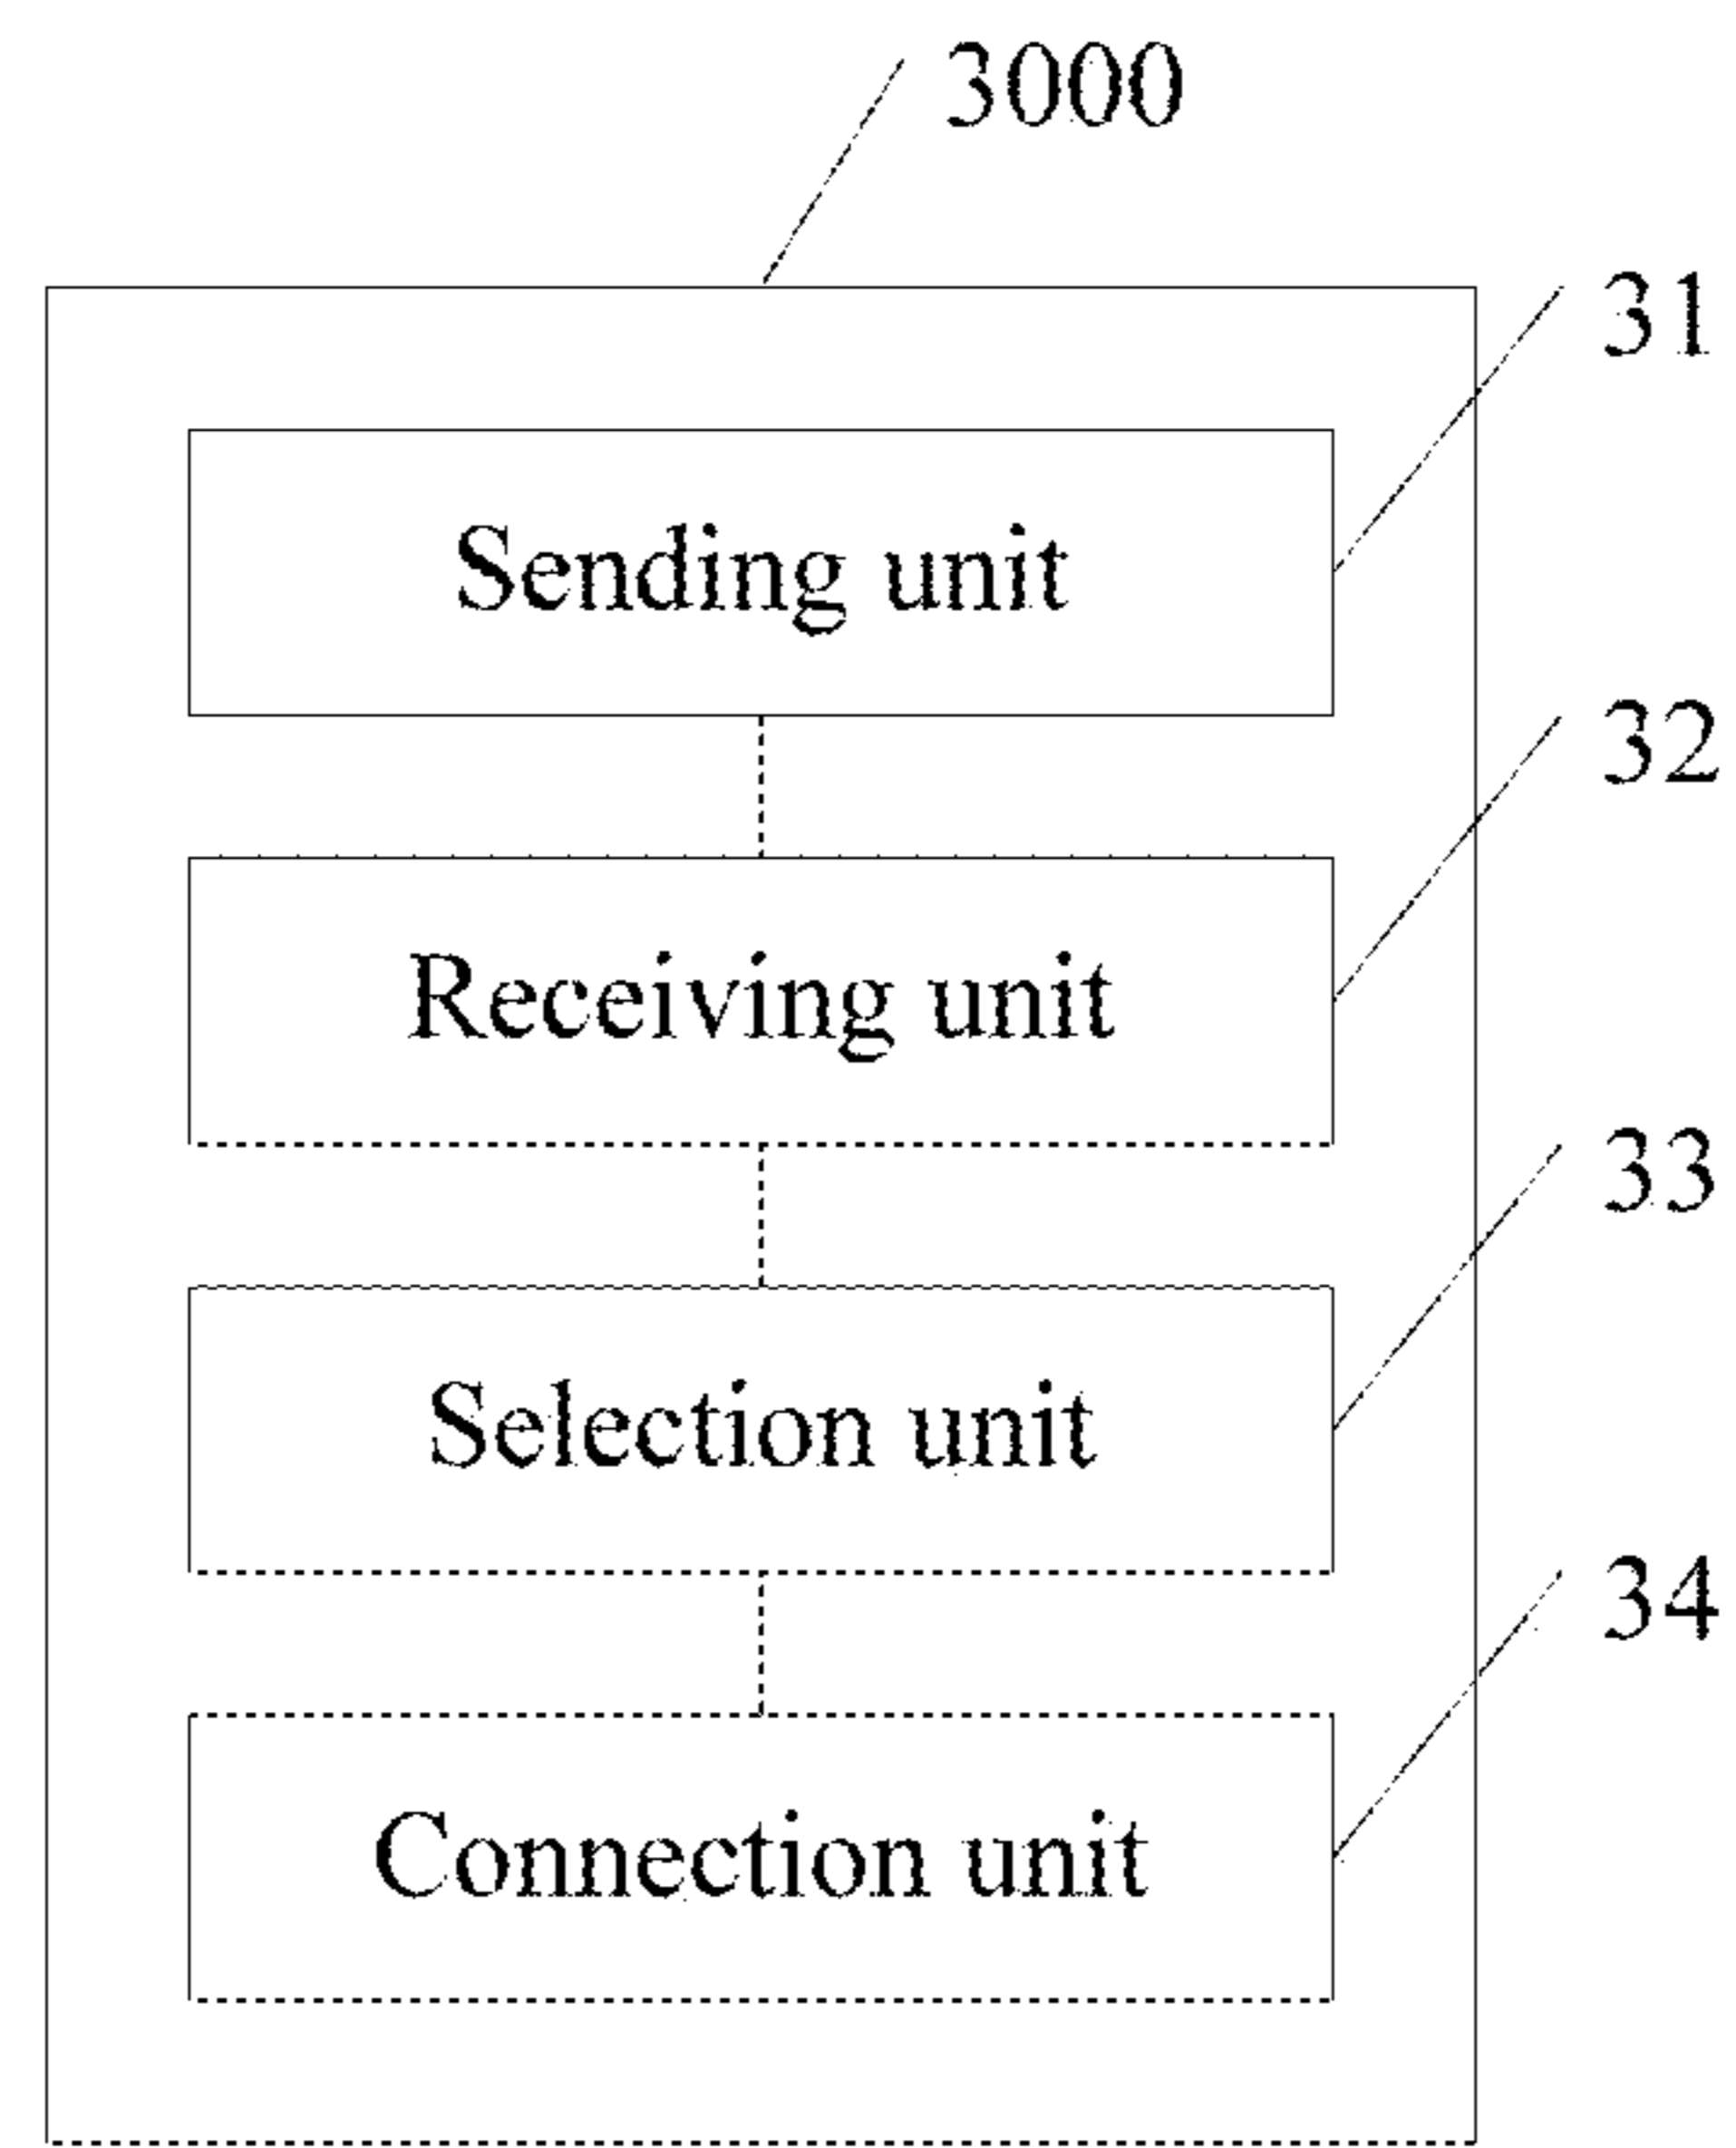 3000
31
Sending unit
32
Receiving unit
33
Selection unit
34
Connection unit